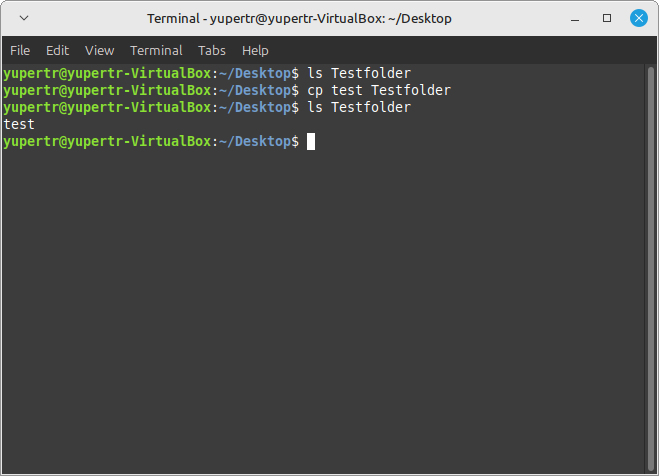 Terminal - yupertr@yupertr-VirtualBox: ~/Desktop
File Edit View Terminal Tabs Help
yupertr@yupertr-VirtualBox:~/Desktop$ ls Testfolder
yupertr@yupertr-VirtualBox:~/Desktop$ cp test Testfolder
yupertr@yupertr-VirtualBox:~/Desktop$ ls Testfolder
test
yupertr@yupertr-VirtualBox:~/Desktop$